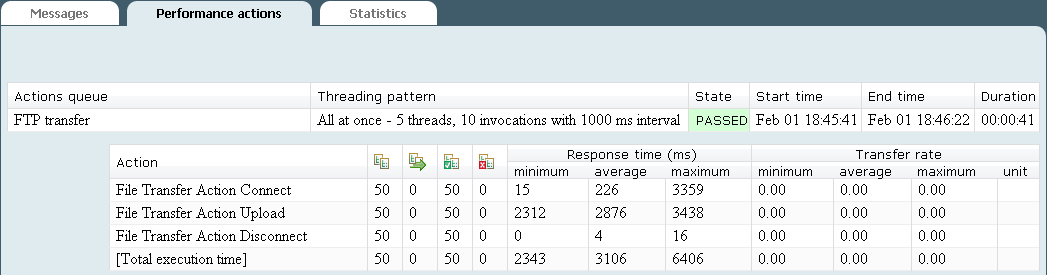 Messages Performance actions Statistics
Actions queue Threading pattern State Start time End time Duration
FTP transfer All at once - 5 threads, 10 invocations with 1000 ms interval PASSED Feb 01 18:45:41 Feb 01 18:46:22 00:00:41
Action Response time (ms) Transfer rate
minimum average maximum minimum average maximum unit
File Transfer Action Connect 50 0 50 0 15 226 3359 0.00 0.00 0.00
File Transfer Action Upload 50 0 50 0 2312 2876 3438 0.00 0.00 0.00
File Transfer Action Disconnect 50 0 50 0 0 4 16 0.00 0.00 0.00
[Total execution time] 50 0 50 0 2343 3106 6406 0.00 0.00 0.00